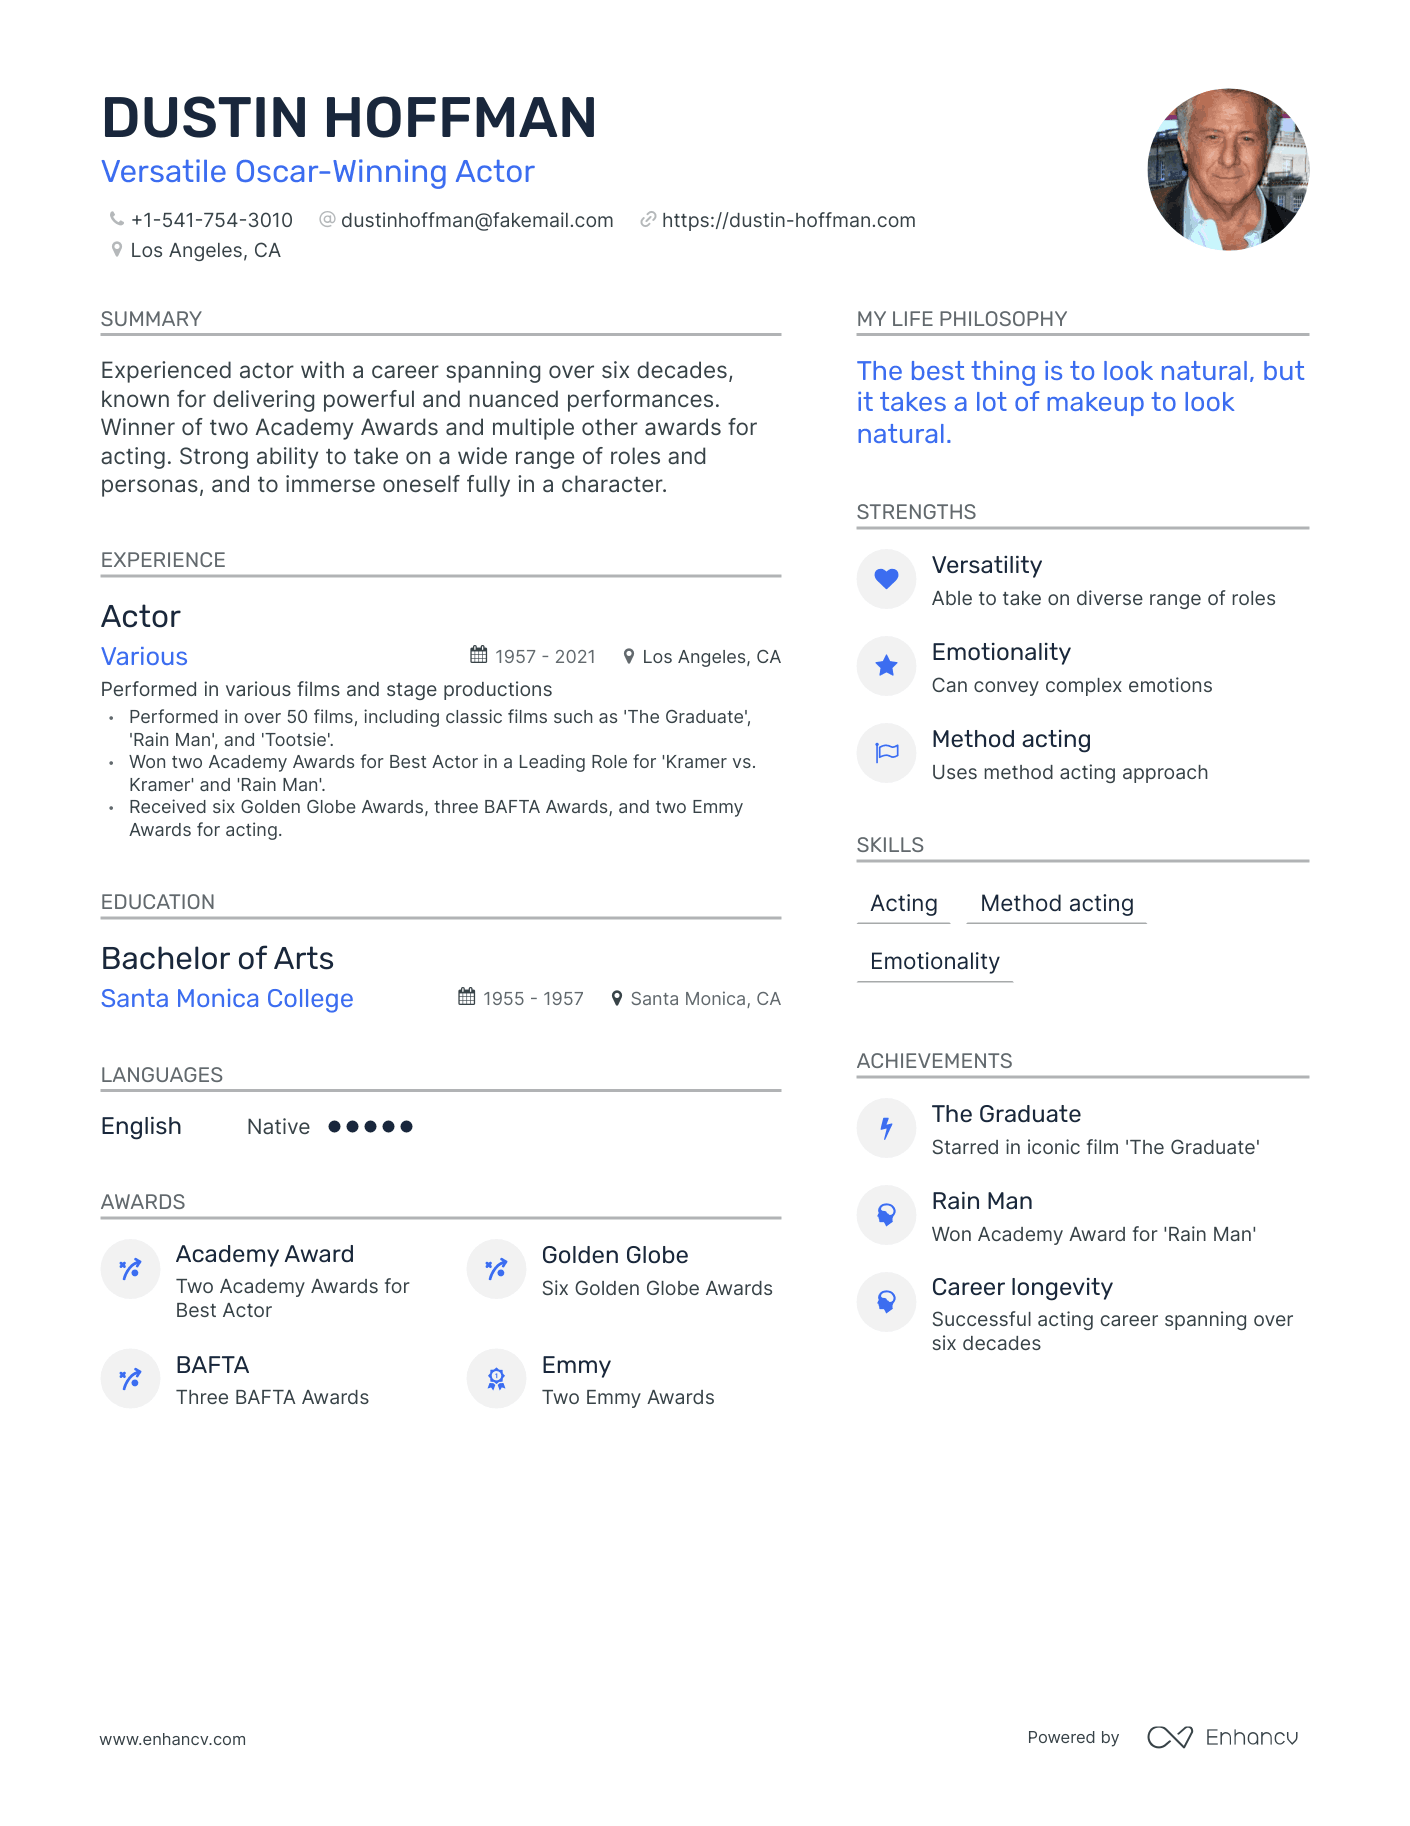 DUSTIN HOFFMAN
Versatile Oscar-Winning Actor
+1-541-754-3010 dustinhoffman@fakemail.com https://dustin-hoffman.com
Los Angeles, CA
SUMMARY
Experienced actor with a career spanning over six decades,
known for delivering powerful and nuanced performances.
Winner of two Academy Awards and multiple other awards for
acting. Strong ability to take on a wide range of roles and
personas, and to immerse oneself fully in a character.
EXPERIENCE
Actor
Various 1957 - 2021 Los Angeles, CA
Performed in various films and stage productions
• Performed in over 50 films, including classic films such as 'The Graduate',
'Rain Man', and 'Tootsie'.
• Won two Academy Awards for Best Actor in a Leading Role for 'Kramer vs.
Kramer' and 'Rain Man'.
• Received six Golden Globe Awards, three BAFTA Awards, and two Emmy
Awards for acting.
EDUCATION
Bachelor of Arts
Santa Monica College 1955 - 1957 Santa Monica, CA
LANGUAGES
English Native
AWARDS
Academy Award
Two Academy Awards for
Best Actor
Golden Globe
Six Golden Globe Awards
BAFTA
Three BAFTA Awards
Emmy
Two Emmy Awards
MY LIFE PHILOSOPHY
The best thing is to look natural, but
it takes a lot of makeup to look
natural.
STRENGTHS
Versatility
Able to take on diverse range of roles
Emotionality
Can convey complex emotions
Method acting
Uses method acting approach
SKILLS
Acting Method acting
Emotionality
ACHIEVEMENTS
The Graduate
Starred in iconic film 'The Graduate'
Rain Man
Won Academy Award for 'Rain Man'
Career longevity
Successful acting career spanning over
six decades
www.enhancv.com
Powered by Enhancv